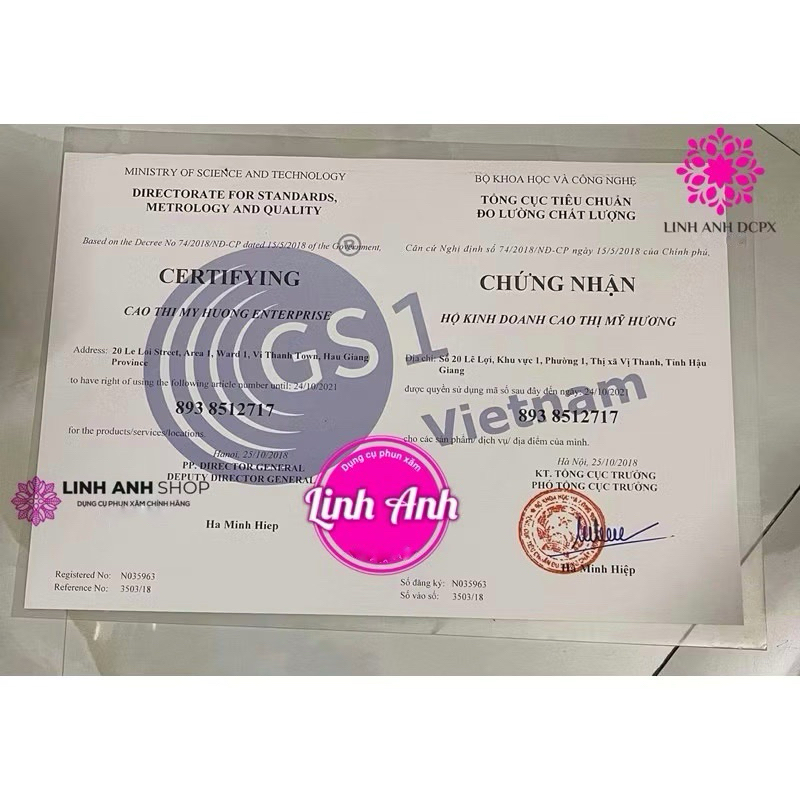 LINH ANH DCPX
MINISTRY OF SCIENCE AND TECHNOLOGY
DIRECTORATE FOR STANDARDS,
METROLOGY AND QUALITY
Based on the Decree No 74/2018/NĐ-CP dated 15/5/2018 of the Government,
CERTIFYING
CAO THI MY HUONG ENTERPRISE
Address: 20 Le Loi Street, Area 1, Ward 1, Vi Thanh Town, Hau Giang
Province
to have right of using the following article number until: 24/10/2021
893 8512717
for the products/services/locations.
Hanoi, 25/10/2018
PP. DIRECTOR GENERAL
DEPUTY DIRECTOR GENERAL
Ha Minh Hiep
Registered No: N035963
Reference No: 3503/18
BỘ KHOA HỌC VÀ CÔNG NGHỆ
TỔNG CỤC TIÊU CHUẨN
ĐO LƯỜNG CHẤT LƯỢNG
Căn cứ Nghị định số 74/2018/NĐ-CP ngày 15/5/2018 của Chính phủ,
CHỨNG NHẬN
HỘ KINH DOANH CAO THỊ MỸ HƯƠNG
Địa chỉ: Số 20 Lê Lợi, Khu vực 1, Phường 1, Thị xã Vị Thanh, Tỉnh Hậu
Giang
được quyền sử dụng mã số sau đây đến ngày: 24/10/2021
893 8512717
cho các sản phẩm/ dịch vụ/ địa điểm của mình.
Hà Nội, 25/10/2018
KT. TỔNG CỤC TRƯỞNG
PHÓ TỔNG CỤC TRƯỞNG
Hà Minh Hiệp
Số đăng ký: N035963
Số vào sổ: 3503/18
GS1
®
Vietnam
LINH ANH SHOP
DỤNG CỤ PHUN XĂM CHÍNH HÃNG
Dụng cụ phun xăm
Linh Anh